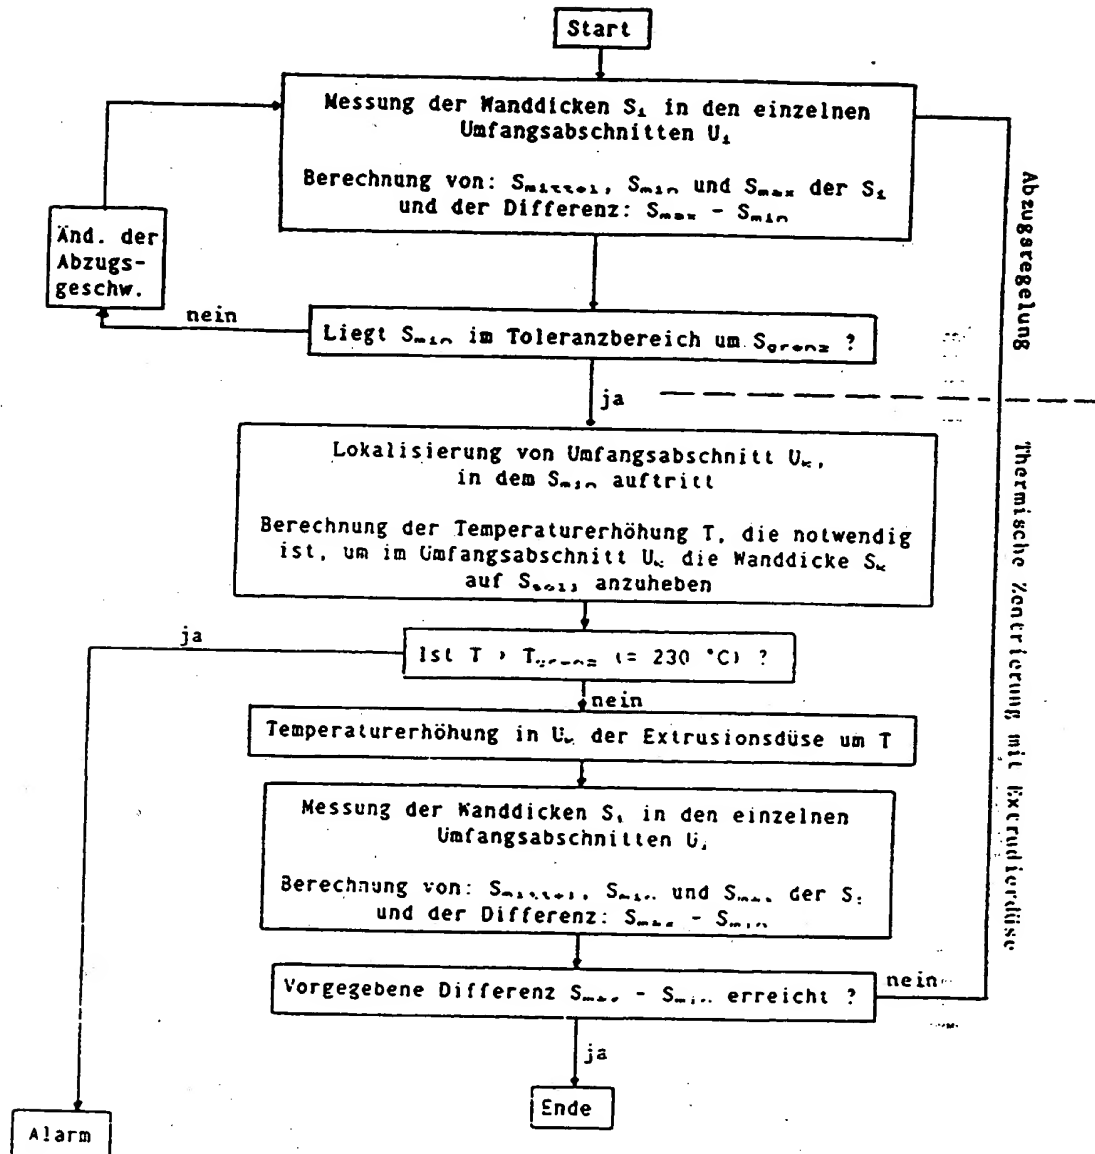 Start
Messung der Wanddicken Si in den einzelnen
Umfangsabschnitten Ui
Berechnung von: Smittel, Smin und Smax der Si
und der Differenz: Smax - Smin
Änd. der
Abzugs-
geschw.
nein
Liegt Smin im Toleranzbereich um Sgrenz ?
ja
Abzugsregelung
Lokalisierung von Umfangsabschnitt Uk,
in dem Smin auftritt
Berechnung der Temperaturerhöhung T, die notwendig
ist, um im Umfangsabschnitt Uk die Wanddicke Sk
auf Ssoll anzuheben
Thermische Zentrierung mit Extrudierdüse
ja
Ist T > Tgrenz (= 230 °C) ?
nein
Temperaturerhöhung in Uk der Extrusionsdüse um T
Messung der Wanddicken Si in den einzelnen
Umfangsabschnitten Ui
Berechnung von: Smittel, Smin und Smax der Si
und der Differenz: Smax - Smin
Vorgegebene Differenz Smax - Smin erreicht ?
nein
ja
Ende
Alarm